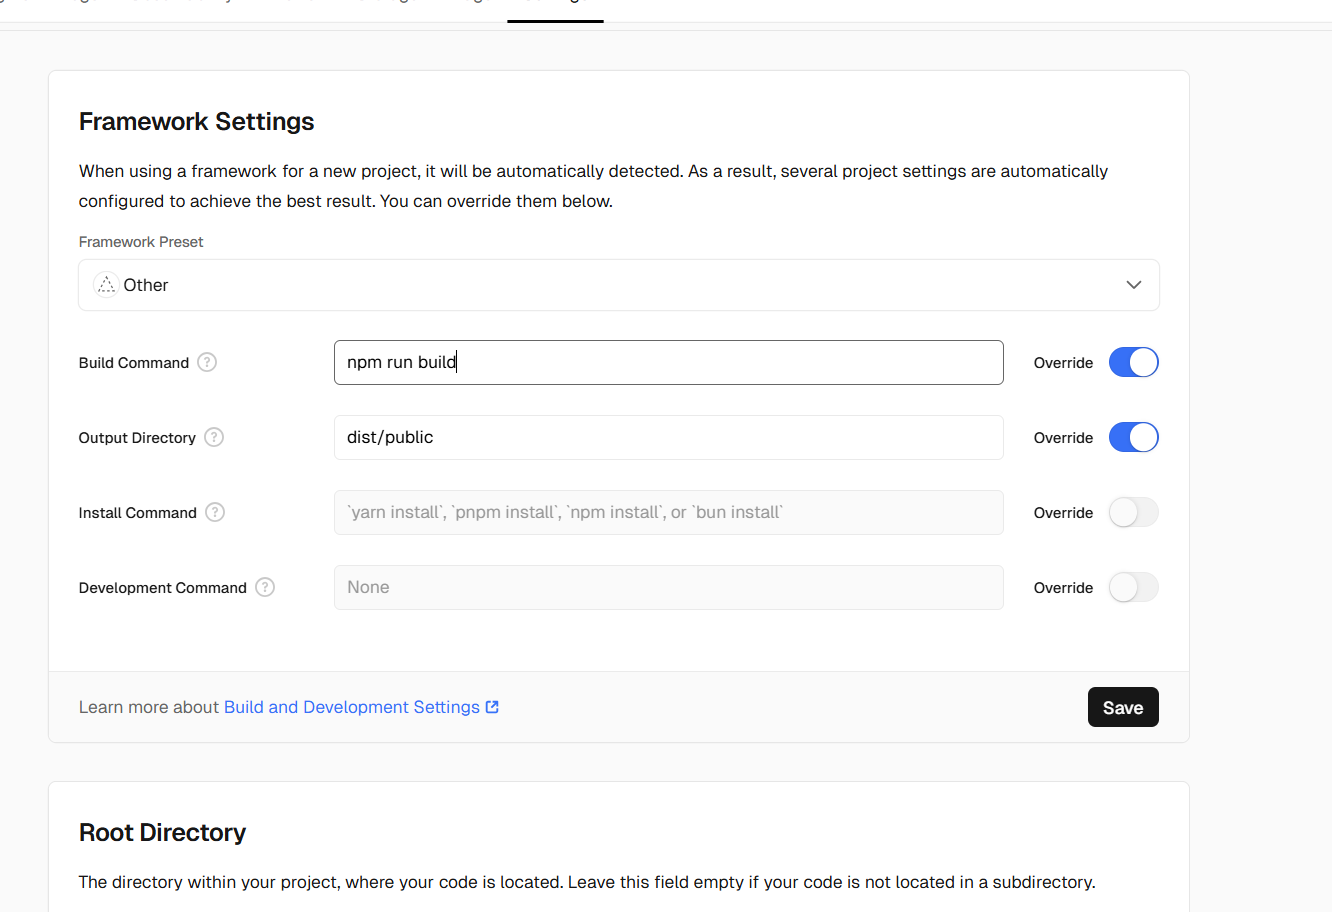 Framework Settings
When using a framework for a new project, it will be automatically detected. As a result, several project settings are automatically
configured to achieve the best result. You can override them below.
Framework Preset
Other
Build Command ?
npm run build
Override
Output Directory ?
dist/public
Override
Install Command ?
`yarn install`, `pnpm install`, `npm install`, or `bun install`
Override
Development Command ?
None
Override
Learn more about Build and Development Settings
Save
Root Directory
The directory within your project, where your code is located. Leave this field empty if your code is not located in a subdirectory.